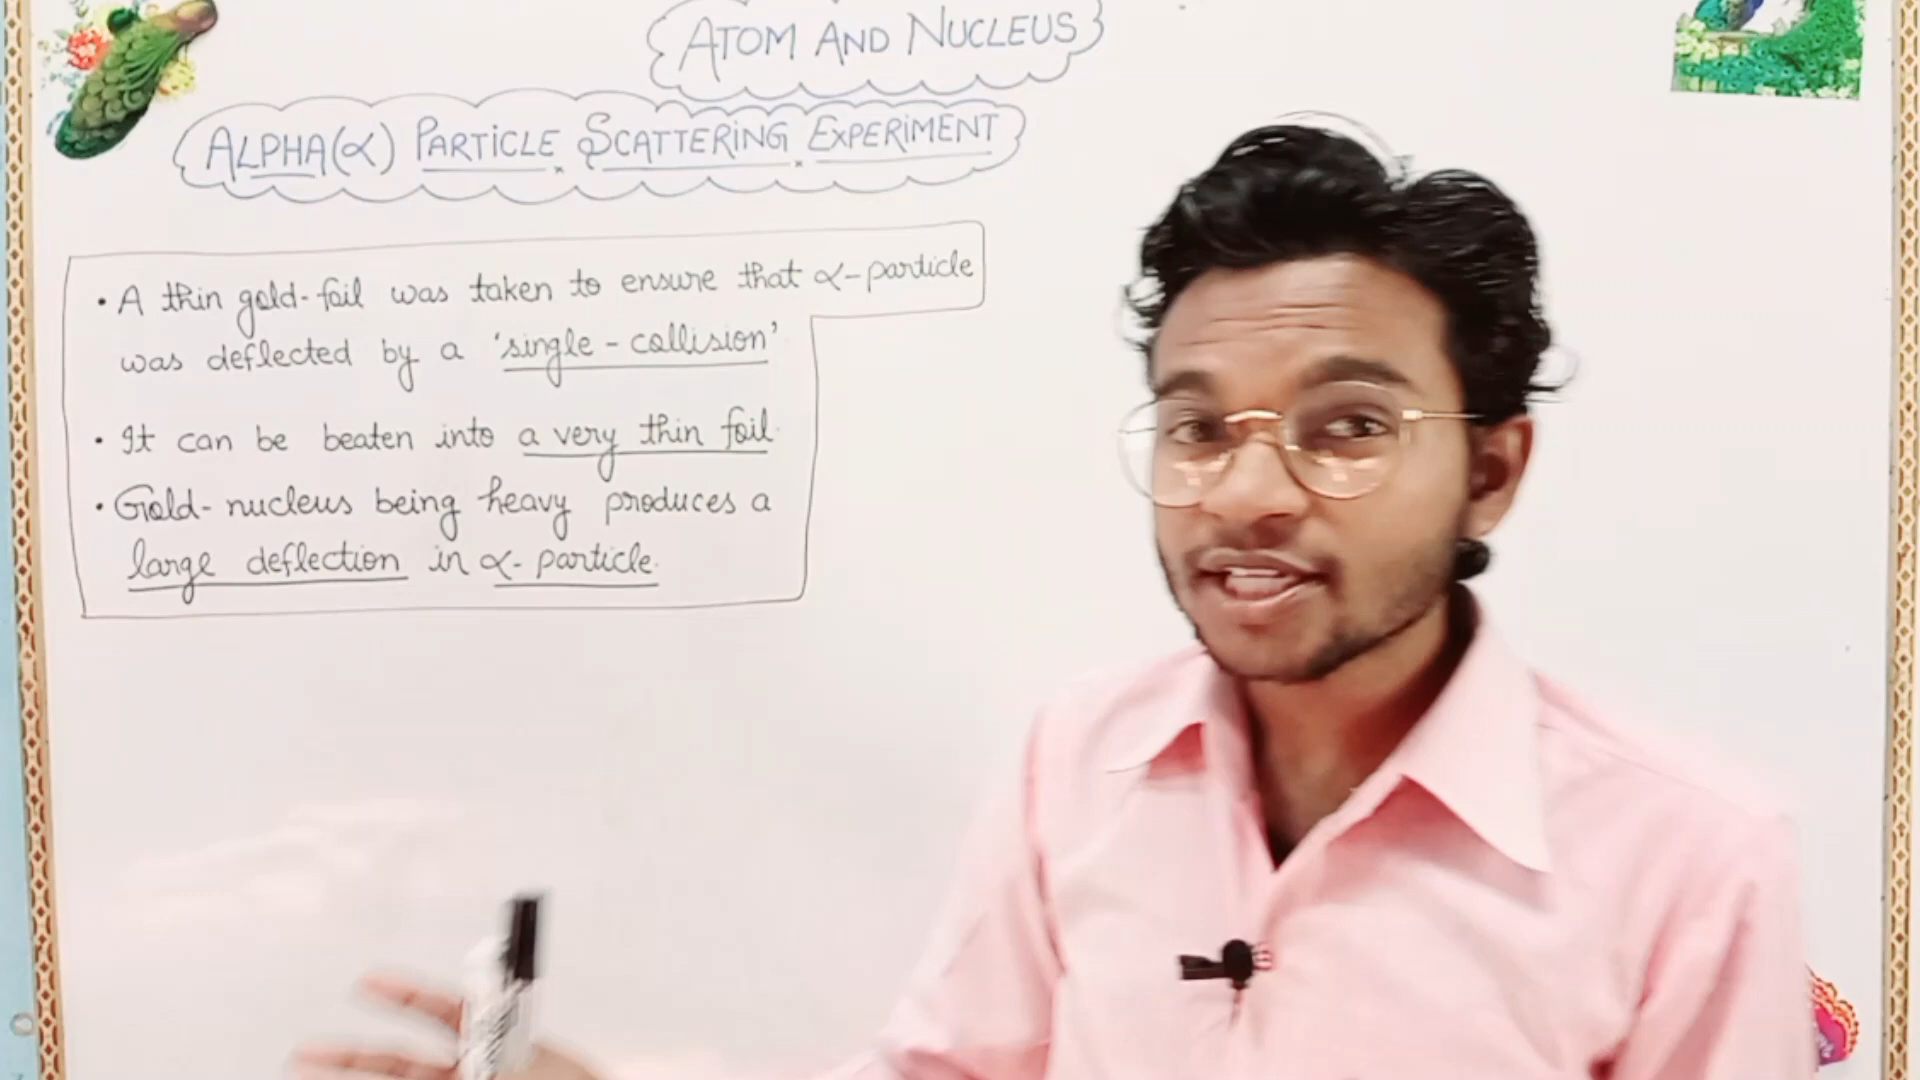 ATOM AND NUCLEUS
ALPHA(α) PARTICLE SCATTERING EXPERIMENT
• A thin gold-foil was taken to ensure that α-particle
was deflected by a 'single-collision'
• It can be beaten into a very thin foil.
• Gold-nucleus being heavy produces a
large deflection in α-particle.